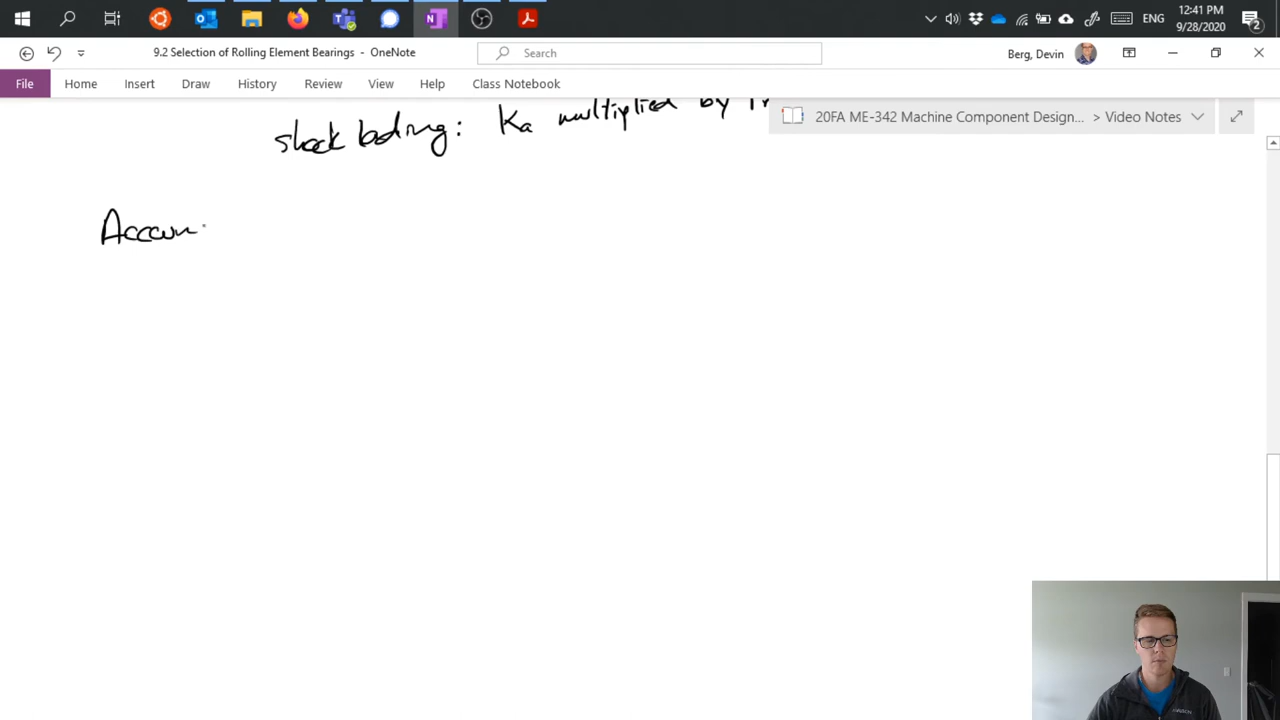 12:41 PM
ENG
9/28/2020
2
9.2 Selection of Rolling Element Bearings - OneNote
Search
Berg, Devin
File
Home
Insert
Draw
History
Review
View
Help
Class Notebook
shock loading: Ka multiplied by
20FA ME-342 Machine Component Design... > Video Notes
Accoun